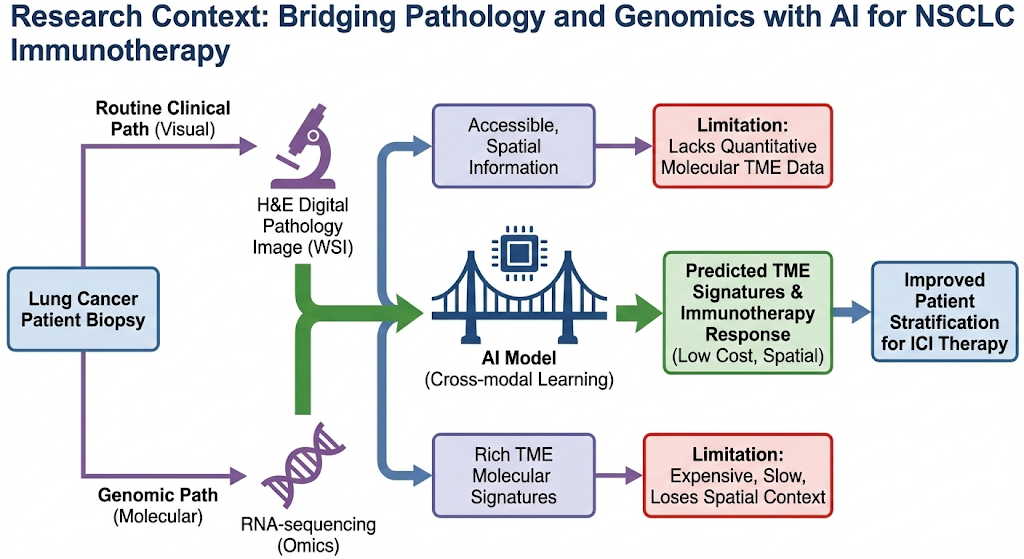 Research Context: Bridging Pathology and Genomics with AI for NSCLC
Immunotherapy
Routine Clinical
Path (Visual)
H&E Digital
Pathology
Image (WSI)
Accessible,
Spatial
Information
Limitation:
Lacks Quantitative
Molecular TME Data
Lung Cancer
Patient Biopsy
AI Model
(Cross-modal Learning)
Predicted TME
Signatures &
Immunotherapy
Response
(Low Cost, Spatial)
Improved
Patient
Stratification
for ICI Therapy
Genomic Path
(Molecular)
RNA-sequencing
(Omics)
Rich TME
Molecular
Signatures
Limitation:
Expensive, Slow,
Loses Spatial Context